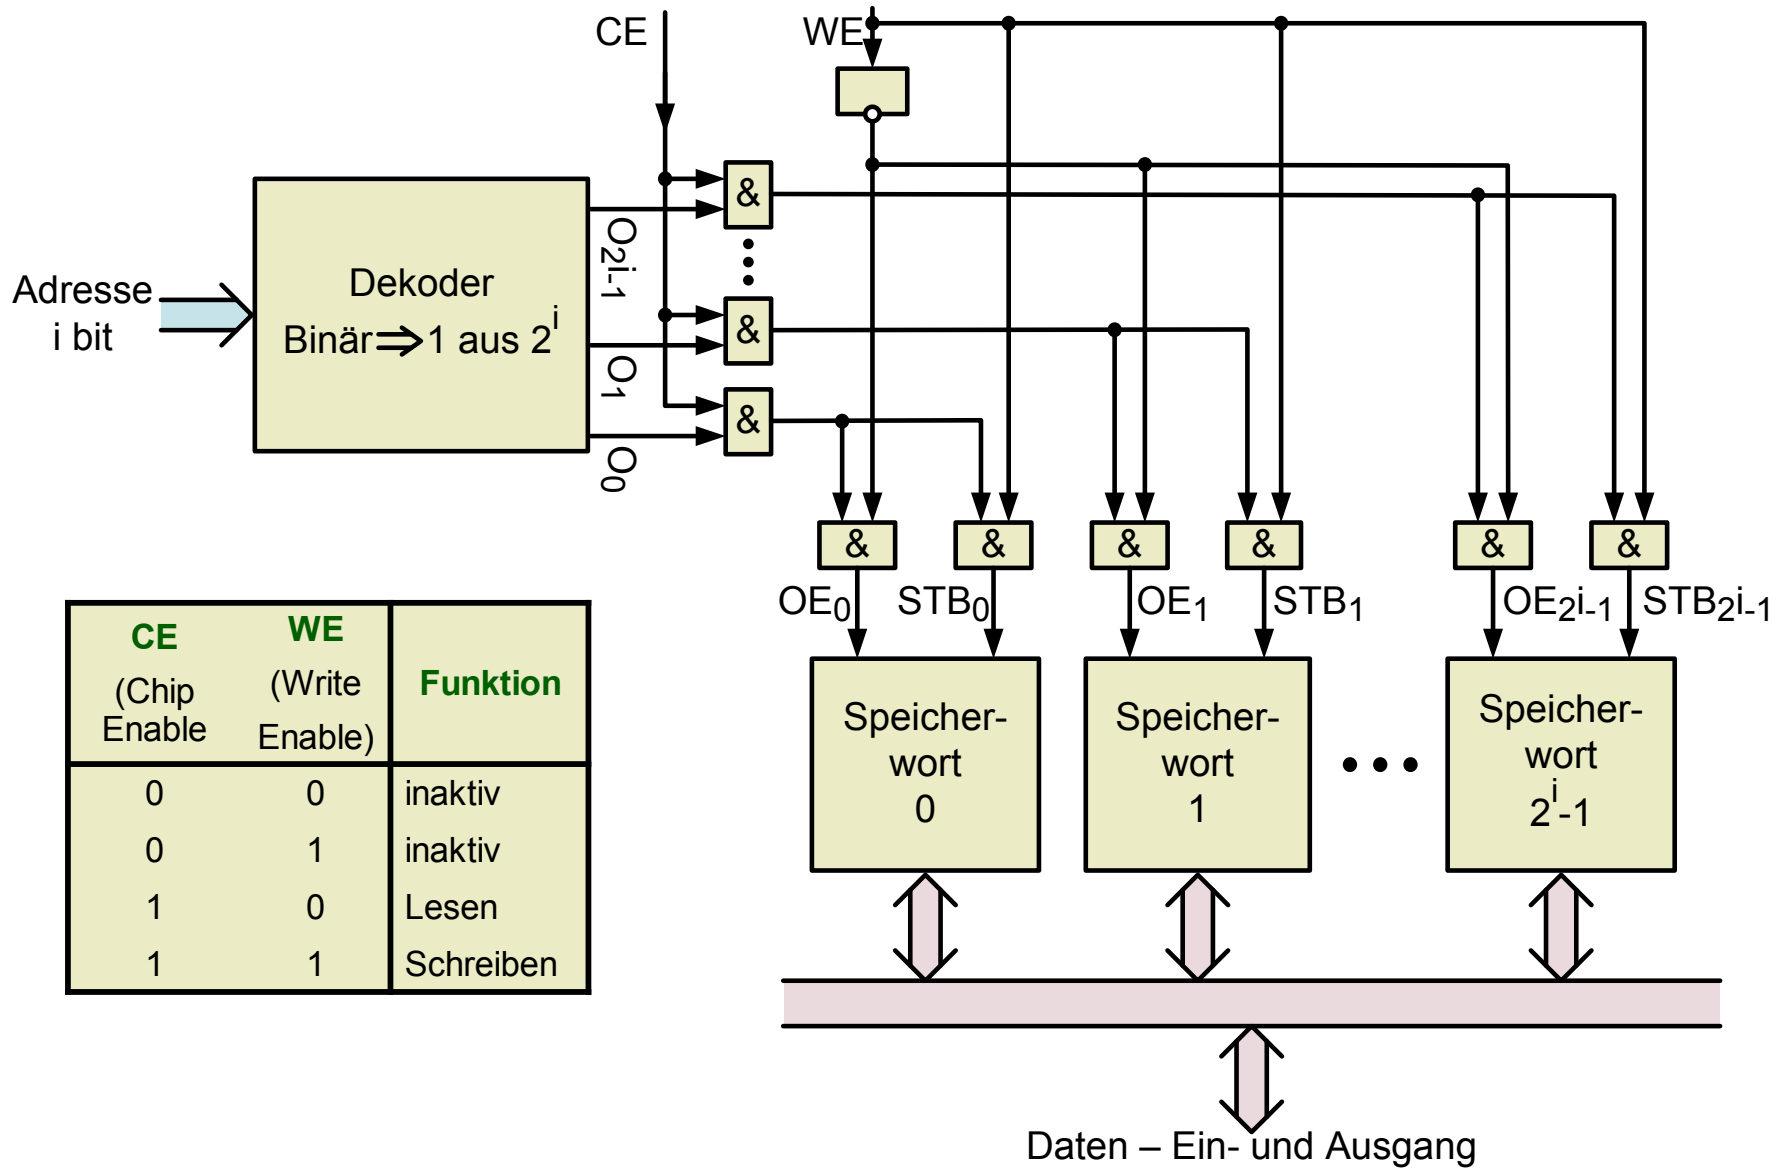 CE
WE
Adresse
i bit
Dekoder
Binär⇒1 aus 2^i
O2i-1
O1
O0
&
&
&
& & & & & &
OE0 STB0 OE1 STB1 OE2i-1 STB2i-1
Speicher-
wort
0
Speicher-
wort
1
Speicher-
wort
2^i-1
Daten – Ein- und Ausgang
CE WE Funktion
(Chip Enable (Write Enable)
0 0 inaktiv
0 1 inaktiv
1 0 Lesen
1 1 Schreiben